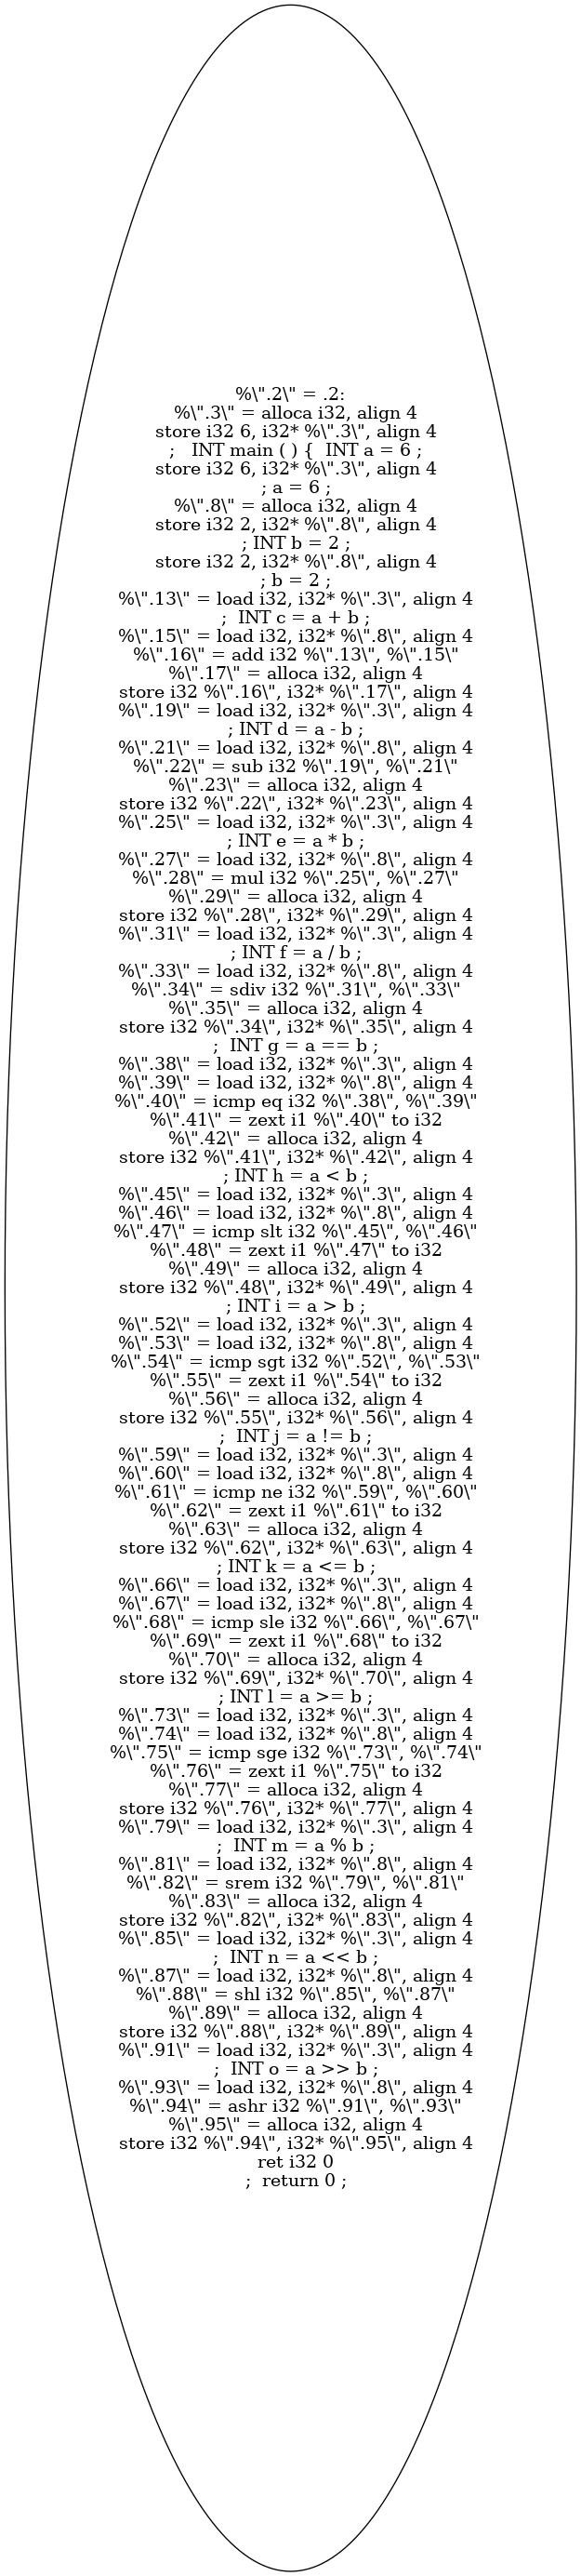 %\".2\" = .2:
%\".3\" = alloca i32, align 4
store i32 6, i32* %\".3\", align 4
;   INT main ( ) {  INT a = 6 ;
store i32 6, i32* %\".3\", align 4
; a = 6 ;
%\".8\" = alloca i32, align 4
store i32 2, i32* %\".8\", align 4
; INT b = 2 ;
store i32 2, i32* %\".8\", align 4
; b = 2 ;
%\".13\" = load i32, i32* %\".3\", align 4
;  INT c = a + b ;
%\".15\" = load i32, i32* %\".8\", align 4
%\".16\" = add i32 %\".13\", %\".15\"
%\".17\" = alloca i32, align 4
store i32 %\".16\", i32* %\".17\", align 4
%\".19\" = load i32, i32* %\".3\", align 4
; INT d = a - b ;
%\".21\" = load i32, i32* %\".8\", align 4
%\".22\" = sub i32 %\".19\", %\".21\"
%\".23\" = alloca i32, align 4
store i32 %\".22\", i32* %\".23\", align 4
%\".25\" = load i32, i32* %\".3\", align 4
; INT e = a * b ;
%\".27\" = load i32, i32* %\".8\", align 4
%\".28\" = mul i32 %\".25\", %\".27\"
%\".29\" = alloca i32, align 4
store i32 %\".28\", i32* %\".29\", align 4
%\".31\" = load i32, i32* %\".3\", align 4
; INT f = a / b ;
%\".33\" = load i32, i32* %\".8\", align 4
%\".34\" = sdiv i32 %\".31\", %\".33\"
%\".35\" = alloca i32, align 4
store i32 %\".34\", i32* %\".35\", align 4
;  INT g = a == b ;
%\".38\" = load i32, i32* %\".3\", align 4
%\".39\" = load i32, i32* %\".8\", align 4
%\".40\" = icmp eq i32 %\".38\", %\".39\"
%\".41\" = zext i1 %\".40\" to i32
%\".42\" = alloca i32, align 4
store i32 %\".41\", i32* %\".42\", align 4
; INT h = a < b ;
%\".45\" = load i32, i32* %\".3\", align 4
%\".46\" = load i32, i32* %\".8\", align 4
%\".47\" = icmp slt i32 %\".45\", %\".46\"
%\".48\" = zext i1 %\".47\" to i32
%\".49\" = alloca i32, align 4
store i32 %\".48\", i32* %\".49\", align 4
; INT i = a > b ;
%\".52\" = load i32, i32* %\".3\", align 4
%\".53\" = load i32, i32* %\".8\", align 4
%\".54\" = icmp sgt i32 %\".52\", %\".53\"
%\".55\" = zext i1 %\".54\" to i32
%\".56\" = alloca i32, align 4
store i32 %\".55\", i32* %\".56\", align 4
;  INT j = a != b ;
%\".59\" = load i32, i32* %\".3\", align 4
%\".60\" = load i32, i32* %\".8\", align 4
%\".61\" = icmp ne i32 %\".59\", %\".60\"
%\".62\" = zext i1 %\".61\" to i32
%\".63\" = alloca i32, align 4
store i32 %\".62\", i32* %\".63\", align 4
; INT k = a <= b ;
%\".66\" = load i32, i32* %\".3\", align 4
%\".67\" = load i32, i32* %\".8\", align 4
%\".68\" = icmp sle i32 %\".66\", %\".67\"
%\".69\" = zext i1 %\".68\" to i32
%\".70\" = alloca i32, align 4
store i32 %\".69\", i32* %\".70\", align 4
; INT l = a >= b ;
%\".73\" = load i32, i32* %\".3\", align 4
%\".74\" = load i32, i32* %\".8\", align 4
%\".75\" = icmp sge i32 %\".73\", %\".74\"
%\".76\" = zext i1 %\".75\" to i32
%\".77\" = alloca i32, align 4
store i32 %\".76\", i32* %\".77\", align 4
%\".79\" = load i32, i32* %\".3\", align 4
;  INT m = a % b ;
%\".81\" = load i32, i32* %\".8\", align 4
%\".82\" = srem i32 %\".79\", %\".81\"
%\".83\" = alloca i32, align 4
store i32 %\".82\", i32* %\".83\", align 4
%\".85\" = load i32, i32* %\".3\", align 4
;  INT n = a << b ;
%\".87\" = load i32, i32* %\".8\", align 4
%\".88\" = shl i32 %\".85\", %\".87\"
%\".89\" = alloca i32, align 4
store i32 %\".88\", i32* %\".89\", align 4
%\".91\" = load i32, i32* %\".3\", align 4
;  INT o = a >> b ;
%\".93\" = load i32, i32* %\".8\", align 4
%\".94\" = ashr i32 %\".91\", %\".93\"
%\".95\" = alloca i32, align 4
store i32 %\".94\", i32* %\".95\", align 4
ret i32 0
;  return 0 ;